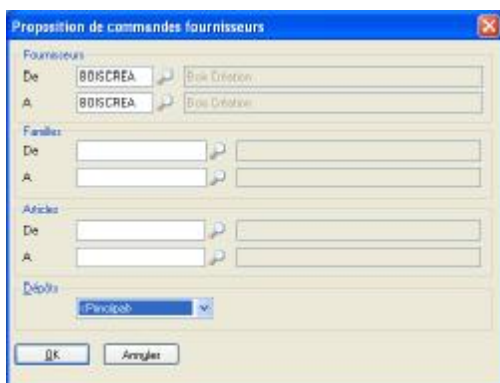 Proposition de commandes fournisseurs
Fournisseurs
De BOISCREA Bois Création
A BOISCREA Bois Création
Familles
De
A
Articles
De
A
Dépôts
<Principal>
OK Annuler